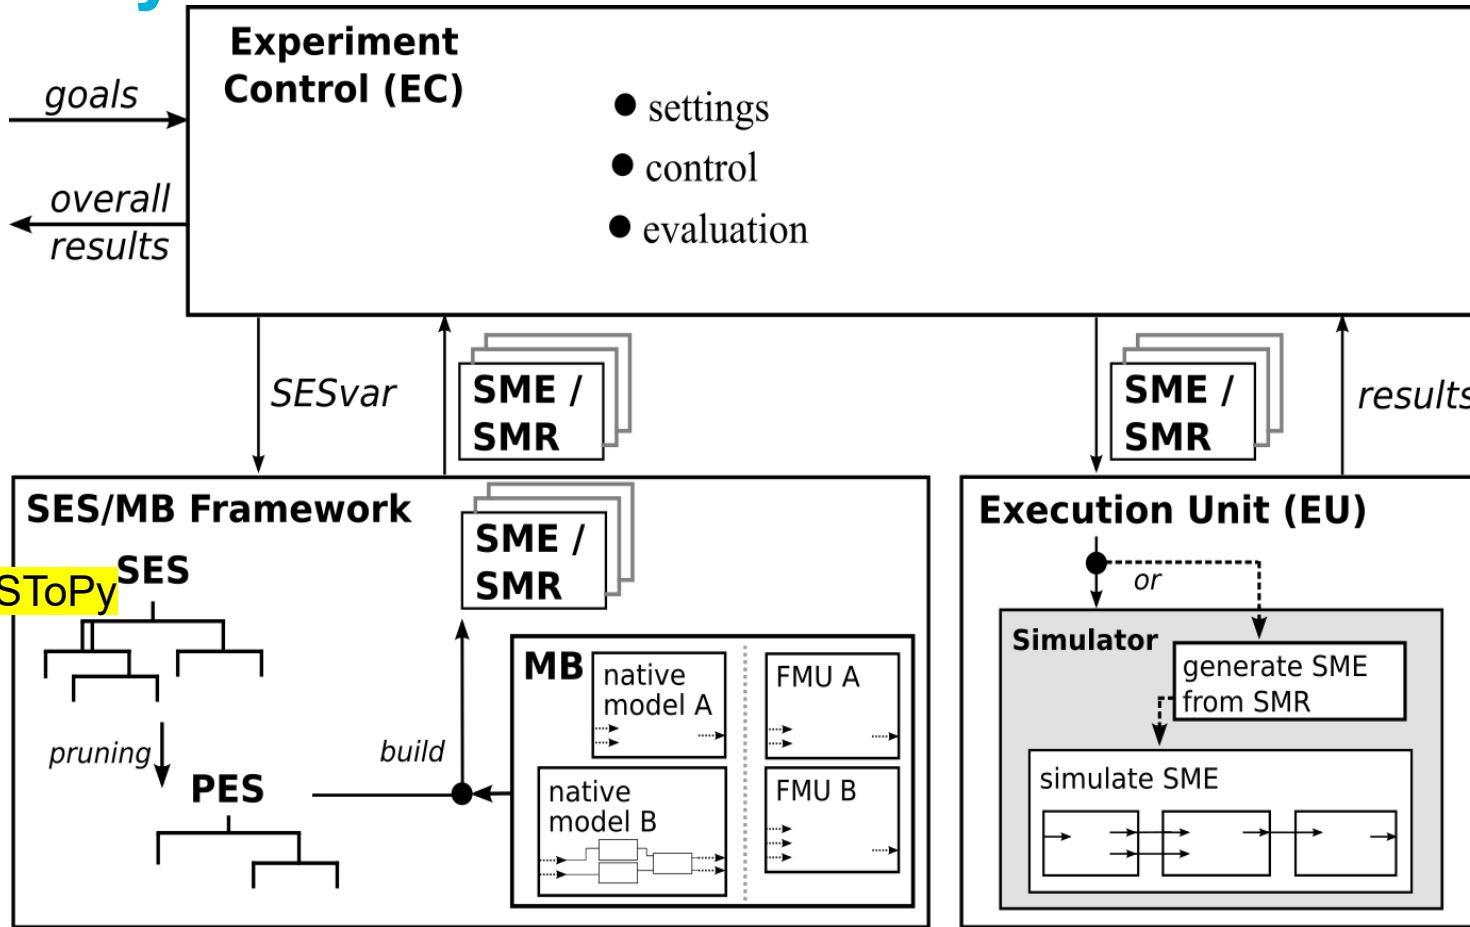 Experiment
Control (EC)
goals
overall
results
● settings
● control
● evaluation
SESvar
SME /
SMR
SME /
SMR
results
SES/MB Framework
SME /
SMR
SES
SToPy
pruning
PES
build
MB
native
model A
FMU A
native
model B
FMU B
Execution Unit (EU)
or
Simulator
generate SME
from SMR
simulate SME